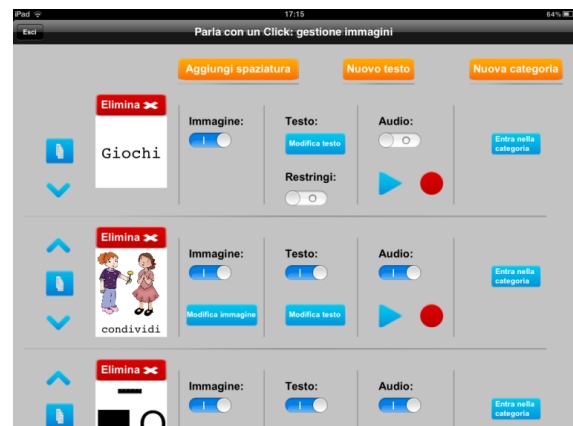 iPad 17:15 64%
Esci Parla con un Click: gestione immagini
Aggiungi spaziatura Nuovo testo Nuova categoria
Elimina
Immagine: Testo: Audio:
Giochi
Modifica testo
Entra nella
categoria
Restringi:
Elimina
Immagine: Testo: Audio:
Entra nella
categoria
Modifica immagine Modifica testo
condividi
Elimina
Immagine: Testo: Audio:
Entra nella
categoria